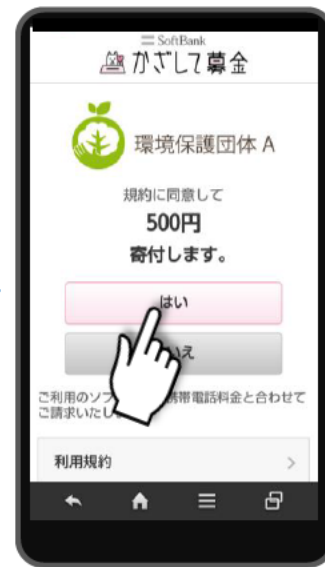 SoftBank
かざして募金
環境保護団体 A
規約に同意して
500円
寄付します。
はい
え
ご利用のソフ 携帯電話料金と合わせて
ご請求いたし
利用規約